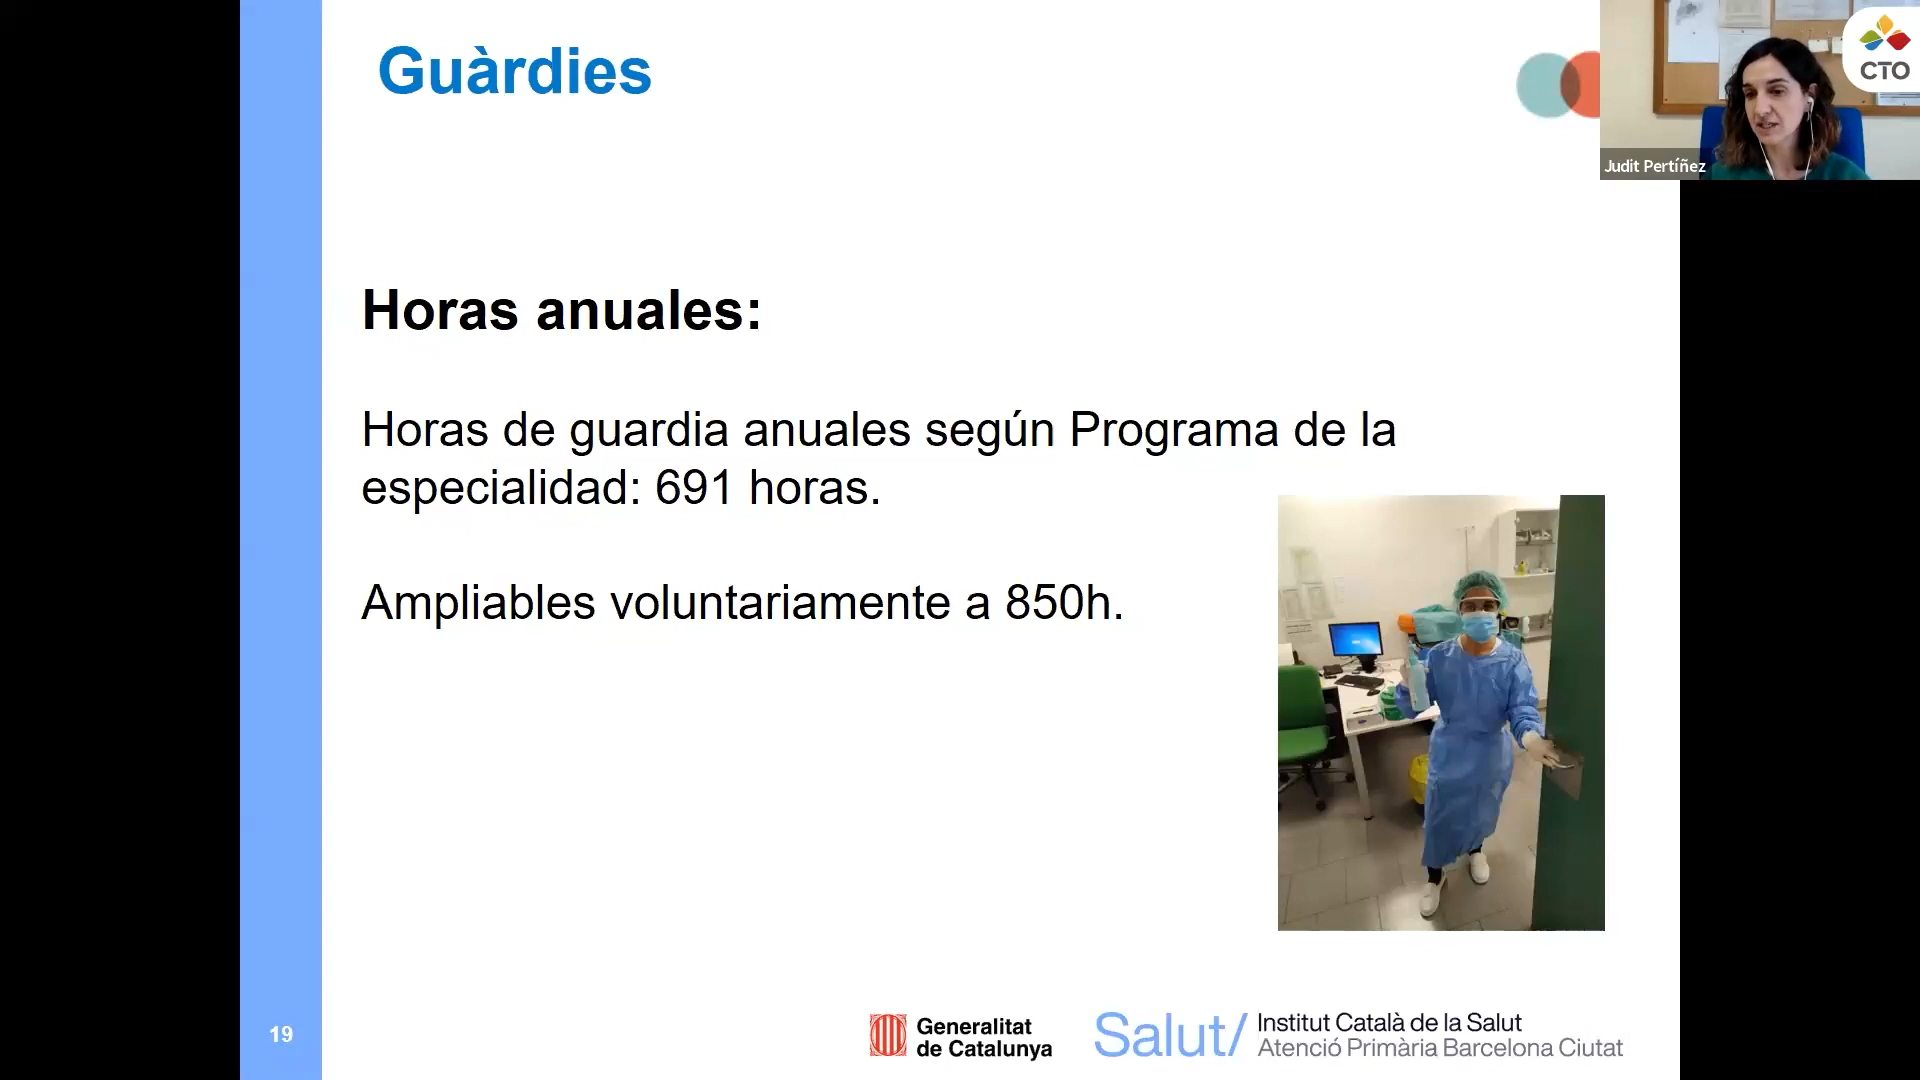 Guàrdies
CTO
Judit Pertíñez
Horas anuales:
Horas de guardia anuales según Programa de la
especialidad: 691 horas.
Ampliables voluntariamente a 850h.
19
Generalitat
de Catalunya
Salut/
Institut Català de la Salut
Atenció Primària Barcelona Ciutat